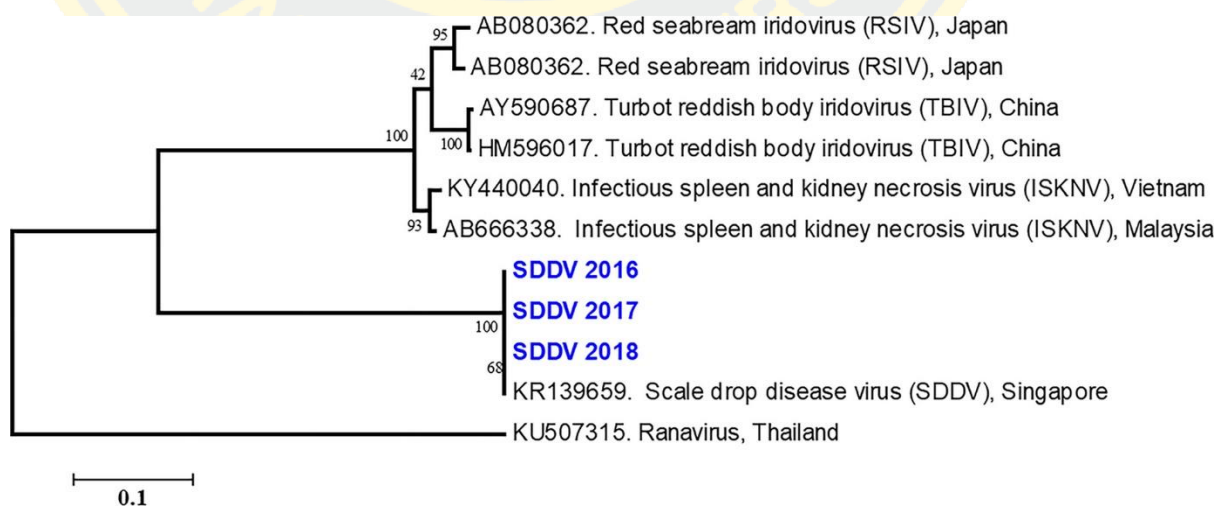 95
AB080362. Red seabream iridovirus (RSIV), Japan
AB080362. Red seabream iridovirus (RSIV), Japan
42
AY590687. Turbot reddish body iridovirus (TBIV), China
100
100
HM596017. Turbot reddish body iridovirus (TBIV), China
KY440040. Infectious spleen and kidney necrosis virus (ISKNV), Vietnam
93
AB666338. Infectious spleen and kidney necrosis virus (ISKNV), Malaysia
SDDV 2016
SDDV 2017
100
SDDV 2018
68
KR139659. Scale drop disease virus (SDDV), Singapore
KU507315. Ranavirus, Thailand
0.1